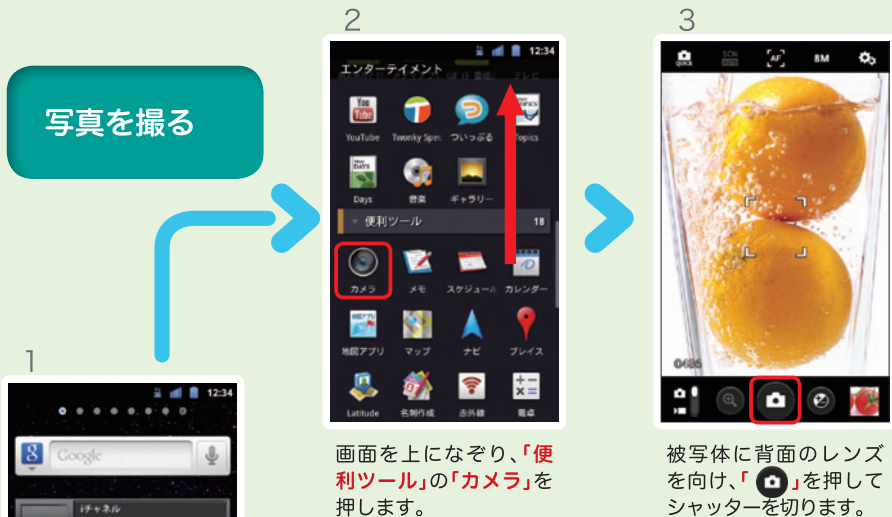 写真を撮る
1
12:34
Google
iチャネル
2
12:34
エンターテイメント
テレビ
YouTube
Twonky Spec
ついっぷる
Topics
Days
音楽
ギャラリー
便利ツール 18
カメラ
メモ
スケジュール
カレンダー
地図アプリ
マップ
ナビ
プレイス
Latitude
名刺作成
赤外線
電卓
画面を上になぞり、「便
利ツール」の「カメラ」を
押します。
3
QUICK
SCN
AF
8M
0486
被写体に背面のレンズ
を向け、「 」を押して
シャッターを切ります。